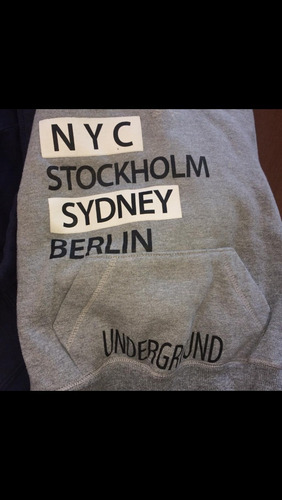 NYC
STOCKHOLM
SYDNEY
BERLIN
UNDERGROUND